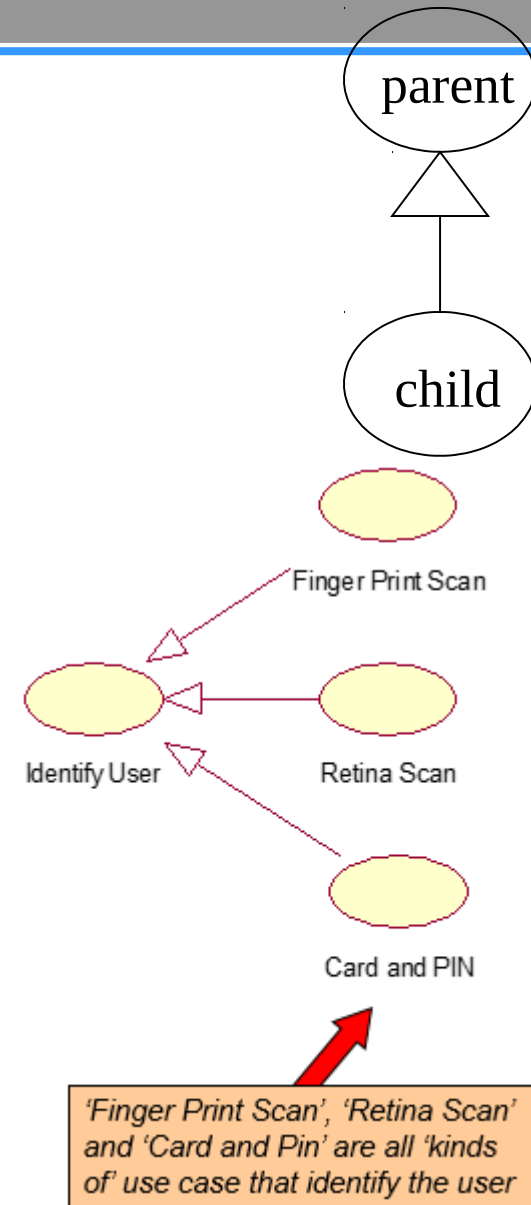 parent
child
Finger Print Scan
Identify User
Retina Scan
Card and PIN
‘Finger Print Scan’, ‘Retina Scan’
and ‘Card and Pin’ are all ‘kinds
of’ use case that identify the user